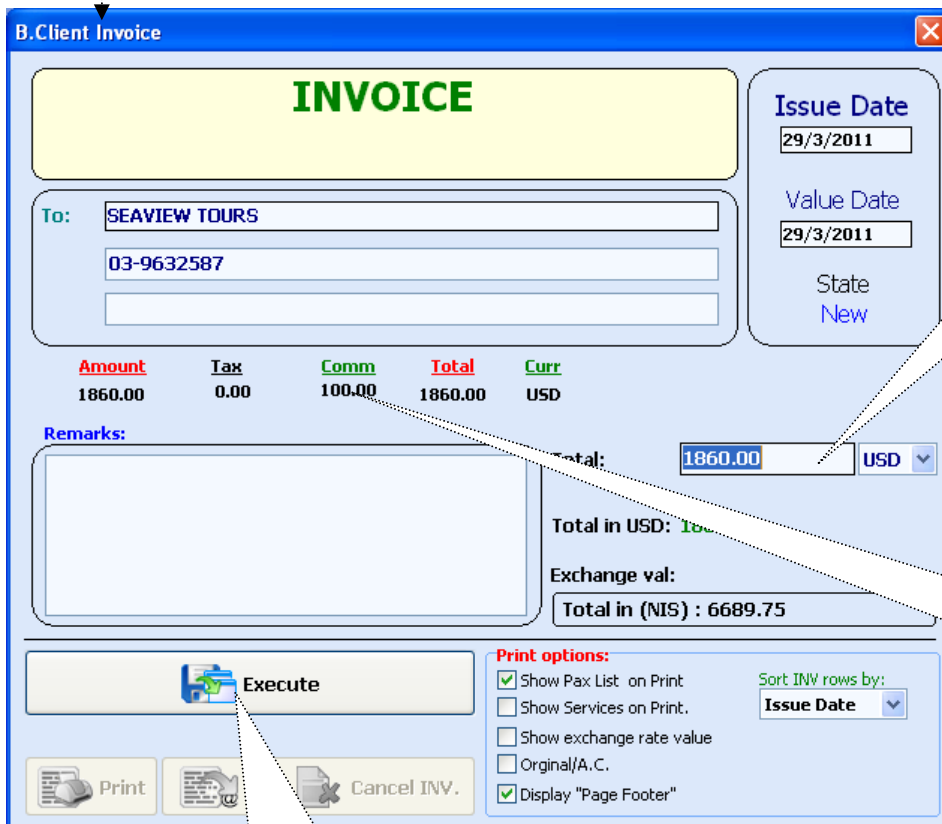 B.Client Invoice
INVOICE
Issue Date
29/3/2011
Value Date
29/3/2011
State
New
To: SEAVIEW TOURS
03-9632587
Amount Tax Comm Total Curr
1860.00 0.00 100.00 1860.00 USD
Remarks:
Total: 1860.00 USD
Total in USD:
Exchange val:
Total in (NIS) : 6689.75
Execute
Print
@
Cancel INV.
Print options:
Show Pax List on Print
Show Services on Print.
Show exchange rate value
Orginal/A.C.
Display "Page Footer"
Sort INV rows by:
Issue Date